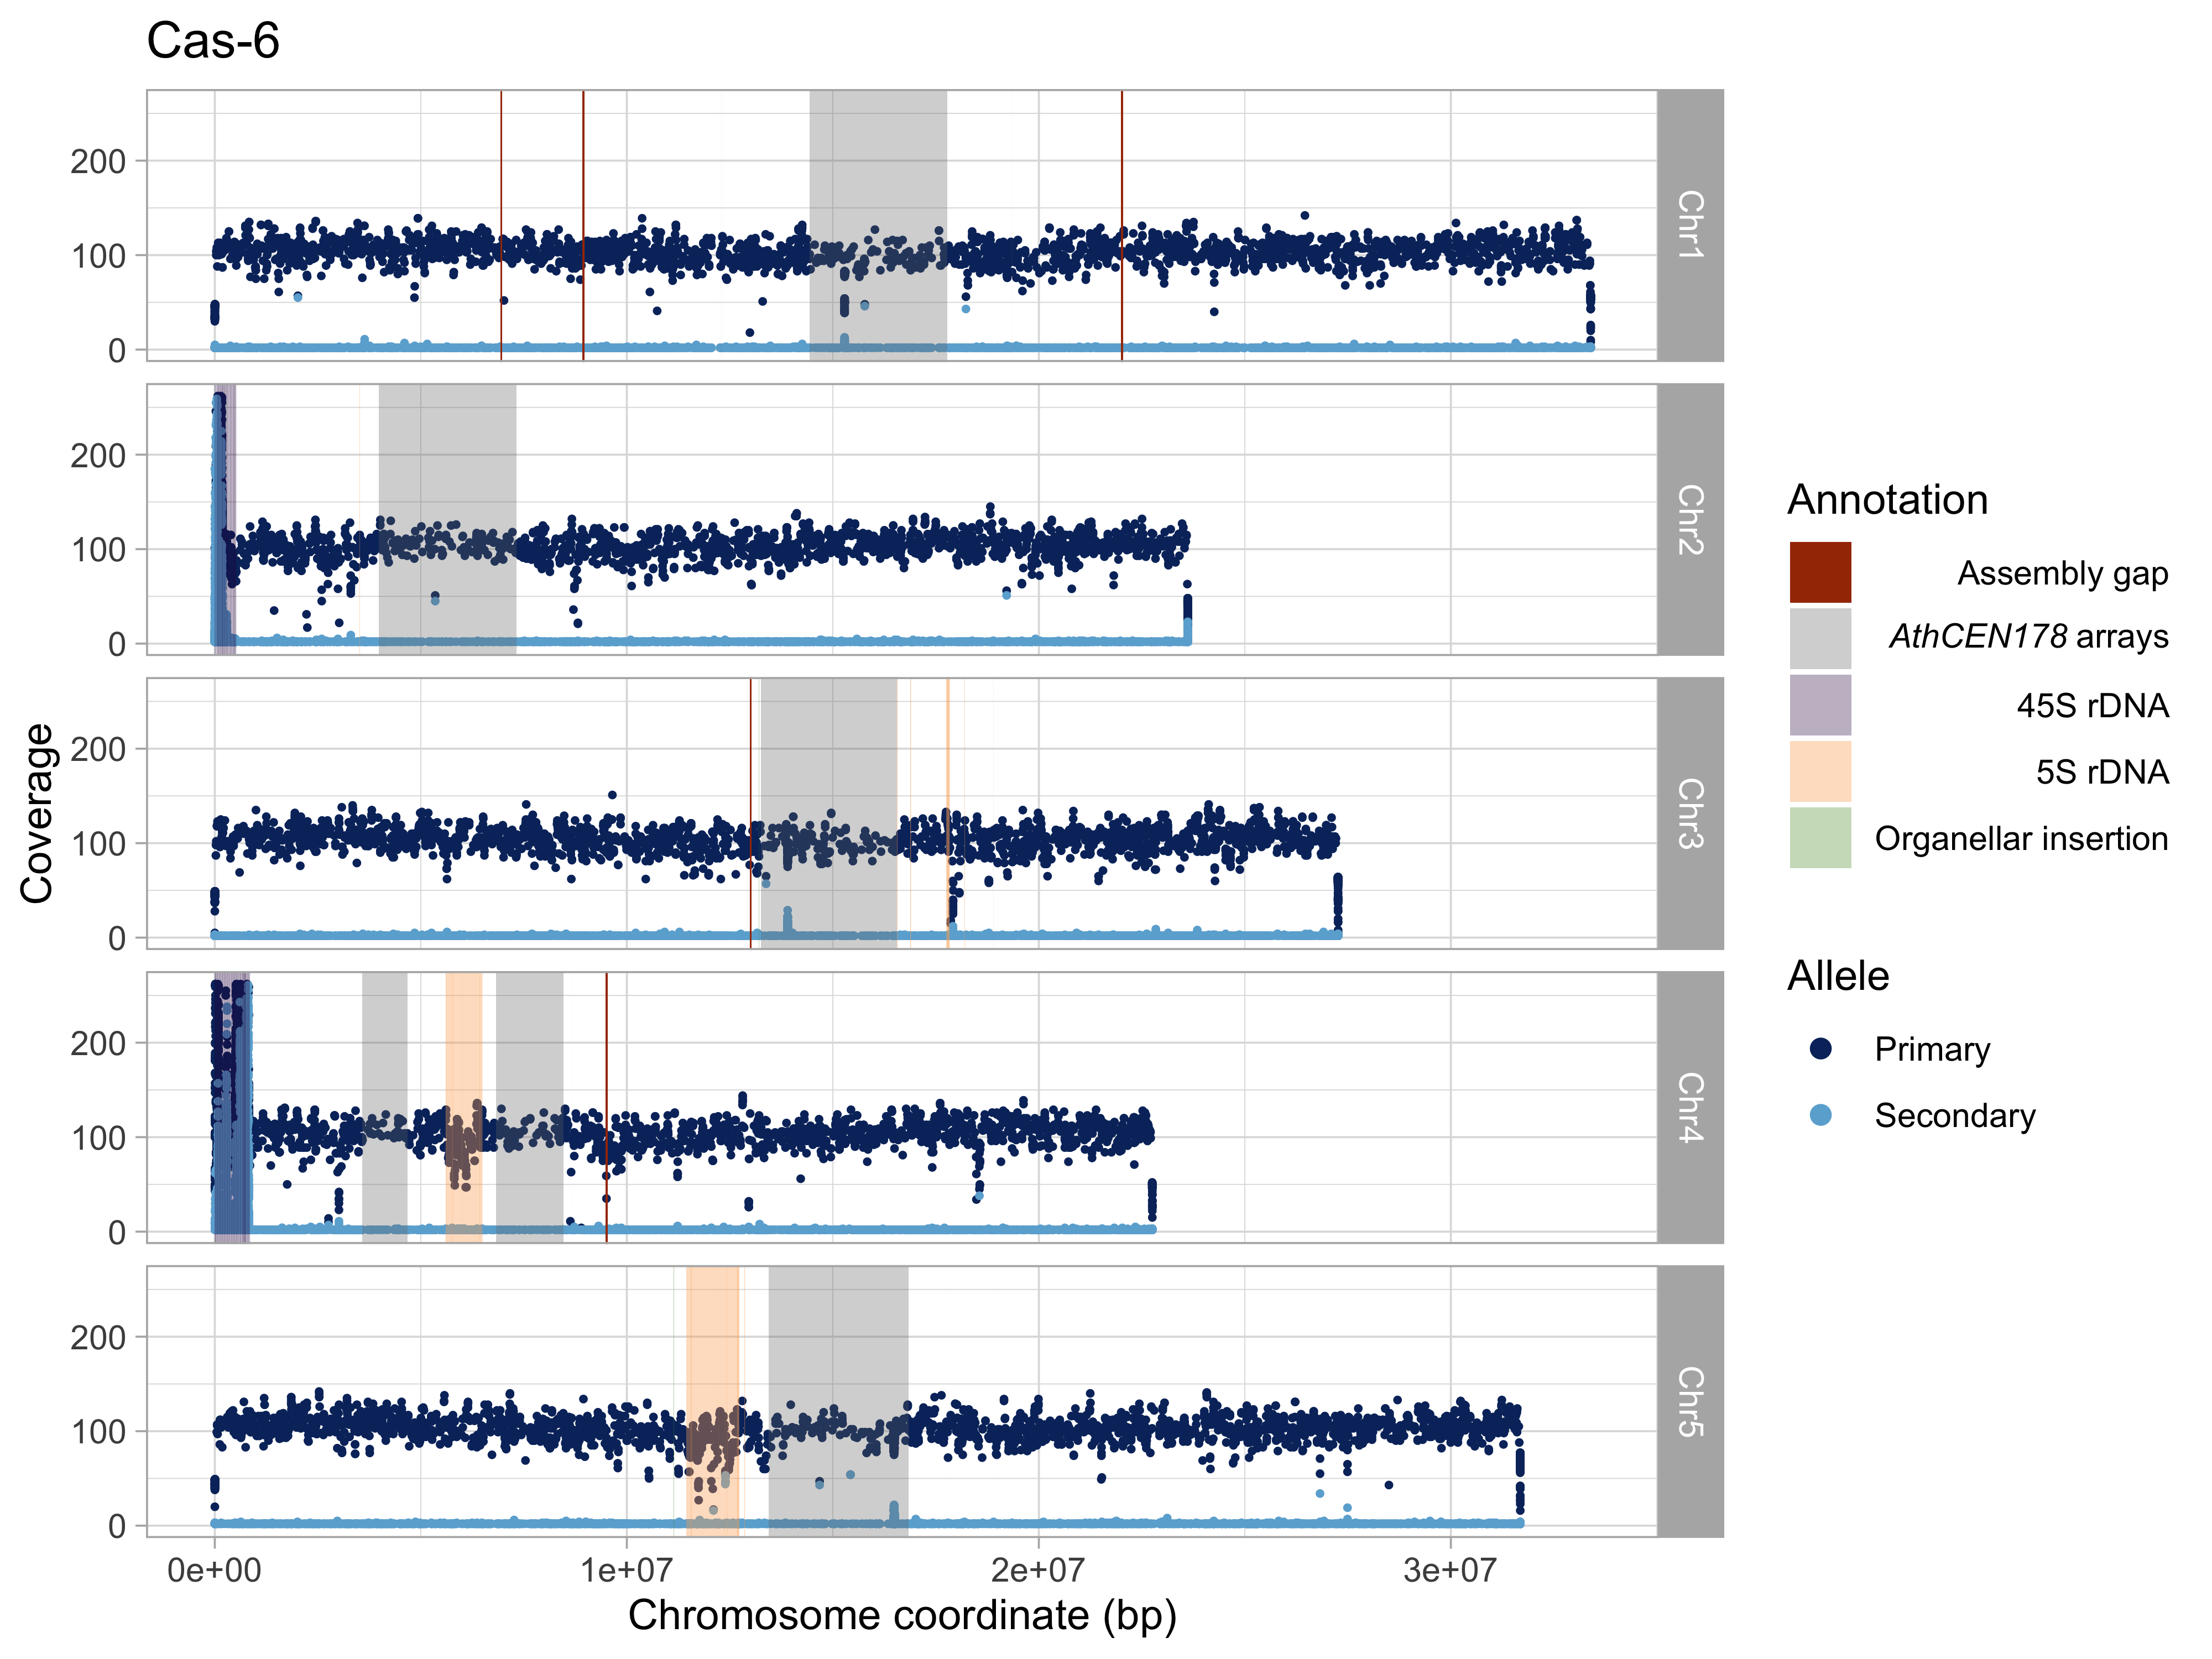 Cas-6
Coverage
200
100
0
Chr1
200
100
0
Chr2
200
100
0
Chr3
200
100
0
Chr4
200
100
0
Chr5
0e+00 1e+07 2e+07 3e+07
Chromosome coordinate (bp)
Annotation
Assembly gap
AthCEN178 arrays
45S rDNA
5S rDNA
Organellar insertion
Allele
Primary
Secondary